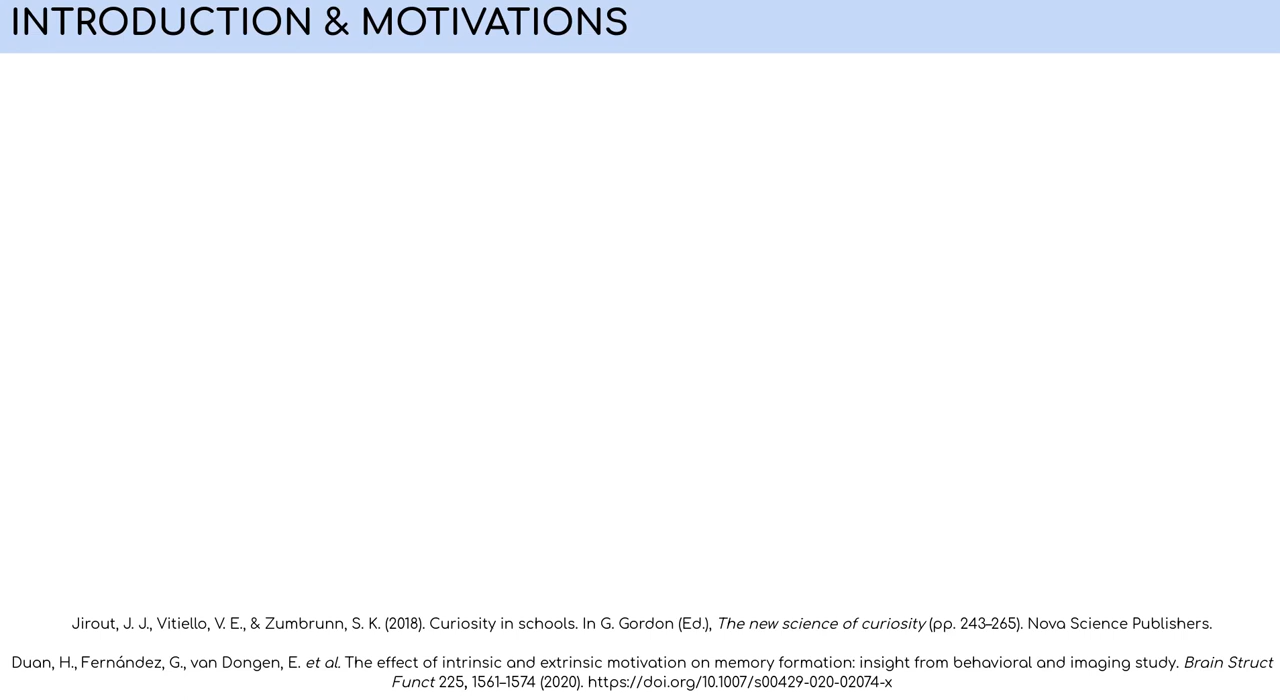 INTRODUCTION & MOTIVATIONS
Jirout, J. J., Vitiello, V. E., & Zumbrunn, S. K. (2018). Curiosity in schools. In G. Gordon (Ed.), The new science of curiosity (pp. 243–265). Nova Science Publishers.
Duan, H., Fernández, G., van Dongen, E. et al. The effect of intrinsic and extrinsic motivation on memory formation: insight from behavioral and imaging study. Brain Struct
Funct 225, 1561–1574 (2020). https://doi.org/10.1007/s00429-020-02074-x